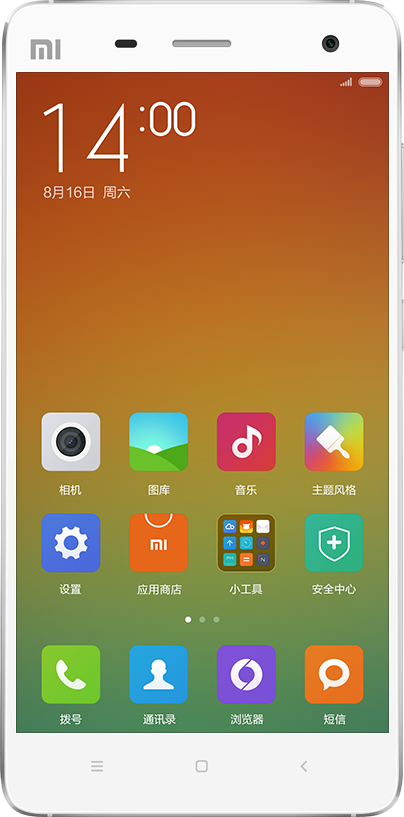 MI
14:00
8月16日 周六
相机 图库 音乐 主题风格
MI
设置 应用商店 小工具 安全中心
拨号 通讯录 浏览器 短信